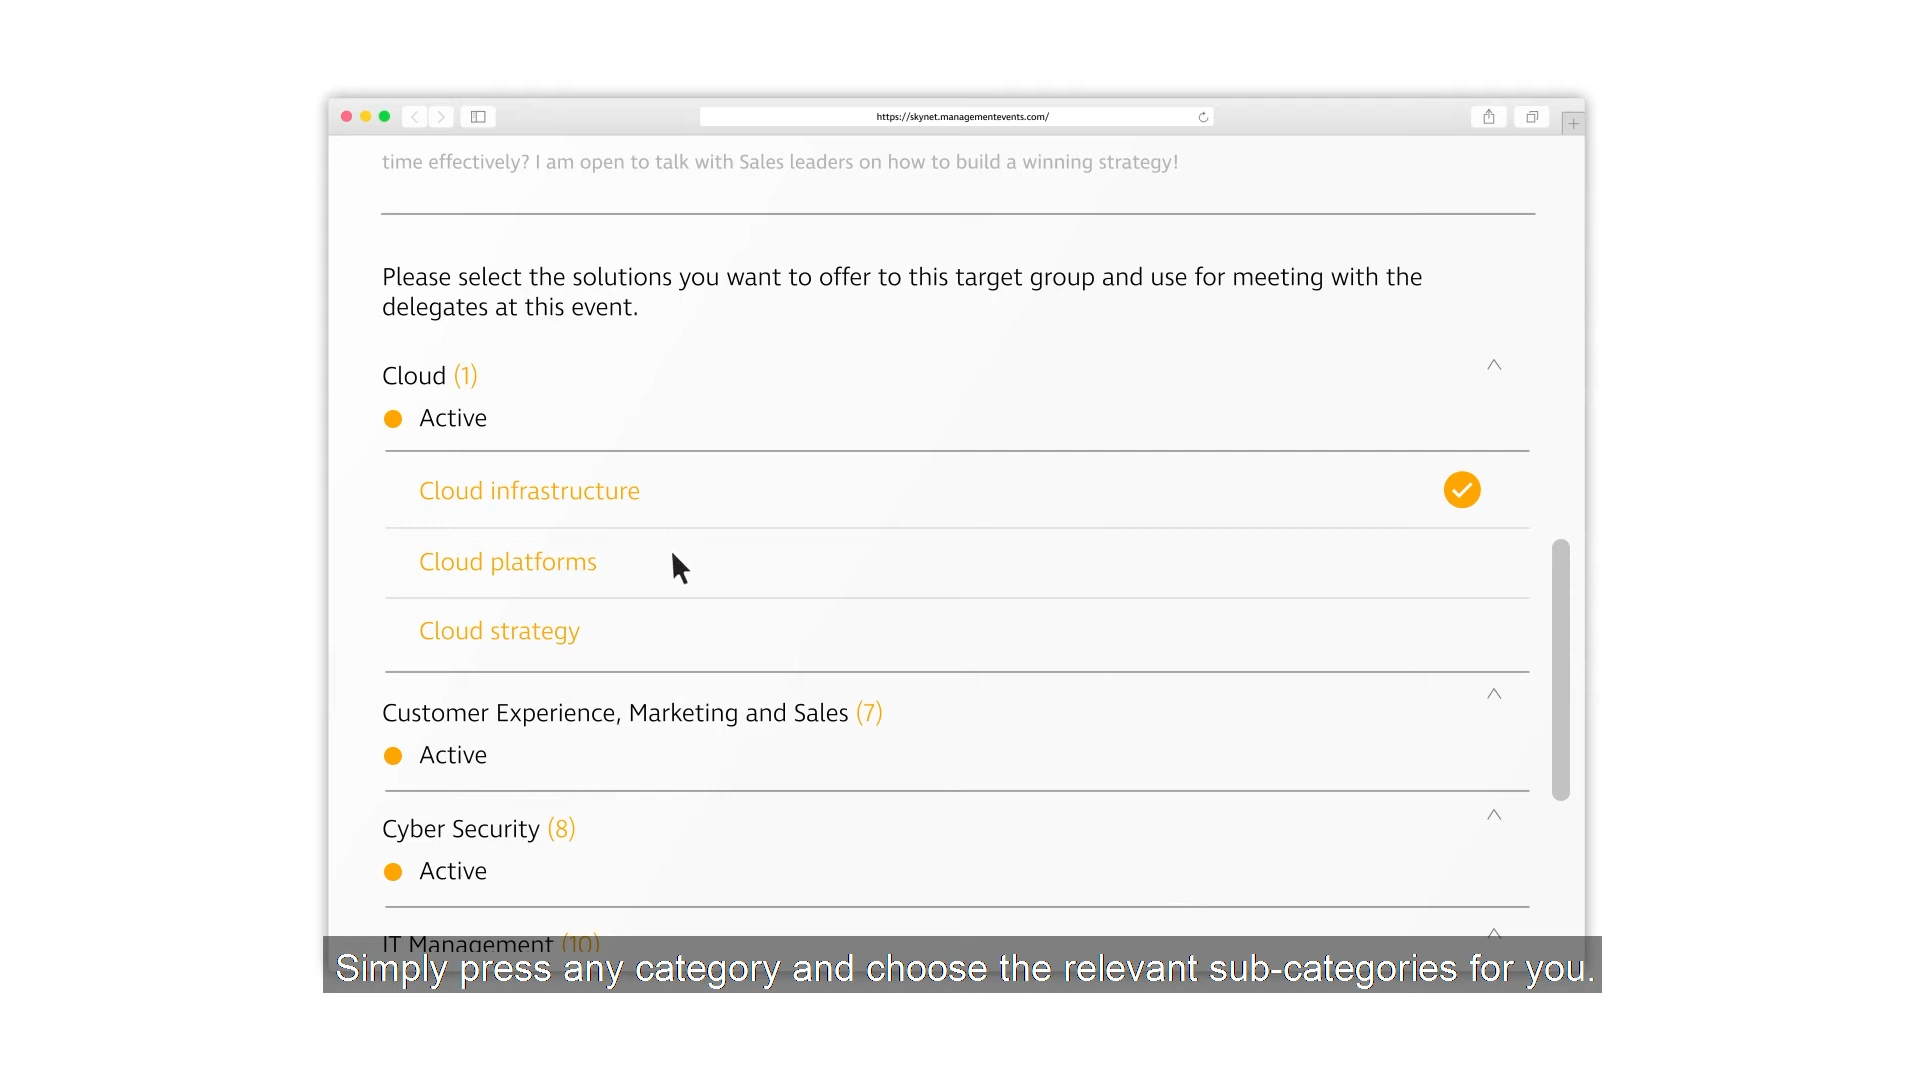 https://skynet.managementevents.com/
time effectively? I am open to talk with Sales leaders on how to build a winning strategy!
Please select the solutions you want to offer to this target group and use for meeting with the
delegates at this event.
Cloud (1)
Active
Cloud infrastructure
Cloud platforms
Cloud strategy
Customer Experience, Marketing and Sales (7)
Active
Cyber Security (8)
Active
IT Management (10)
Simply press any category and choose the relevant sub-categories for you.